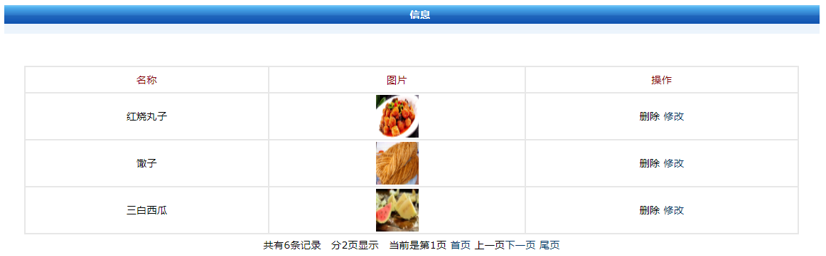 信息
名称 图片 操作
红烧丸子 删除 修改
馓子 删除 修改
三白西瓜 删除 修改
共有6条记录 分2页显示 当前是第1页 首页 上一页下一页 尾页